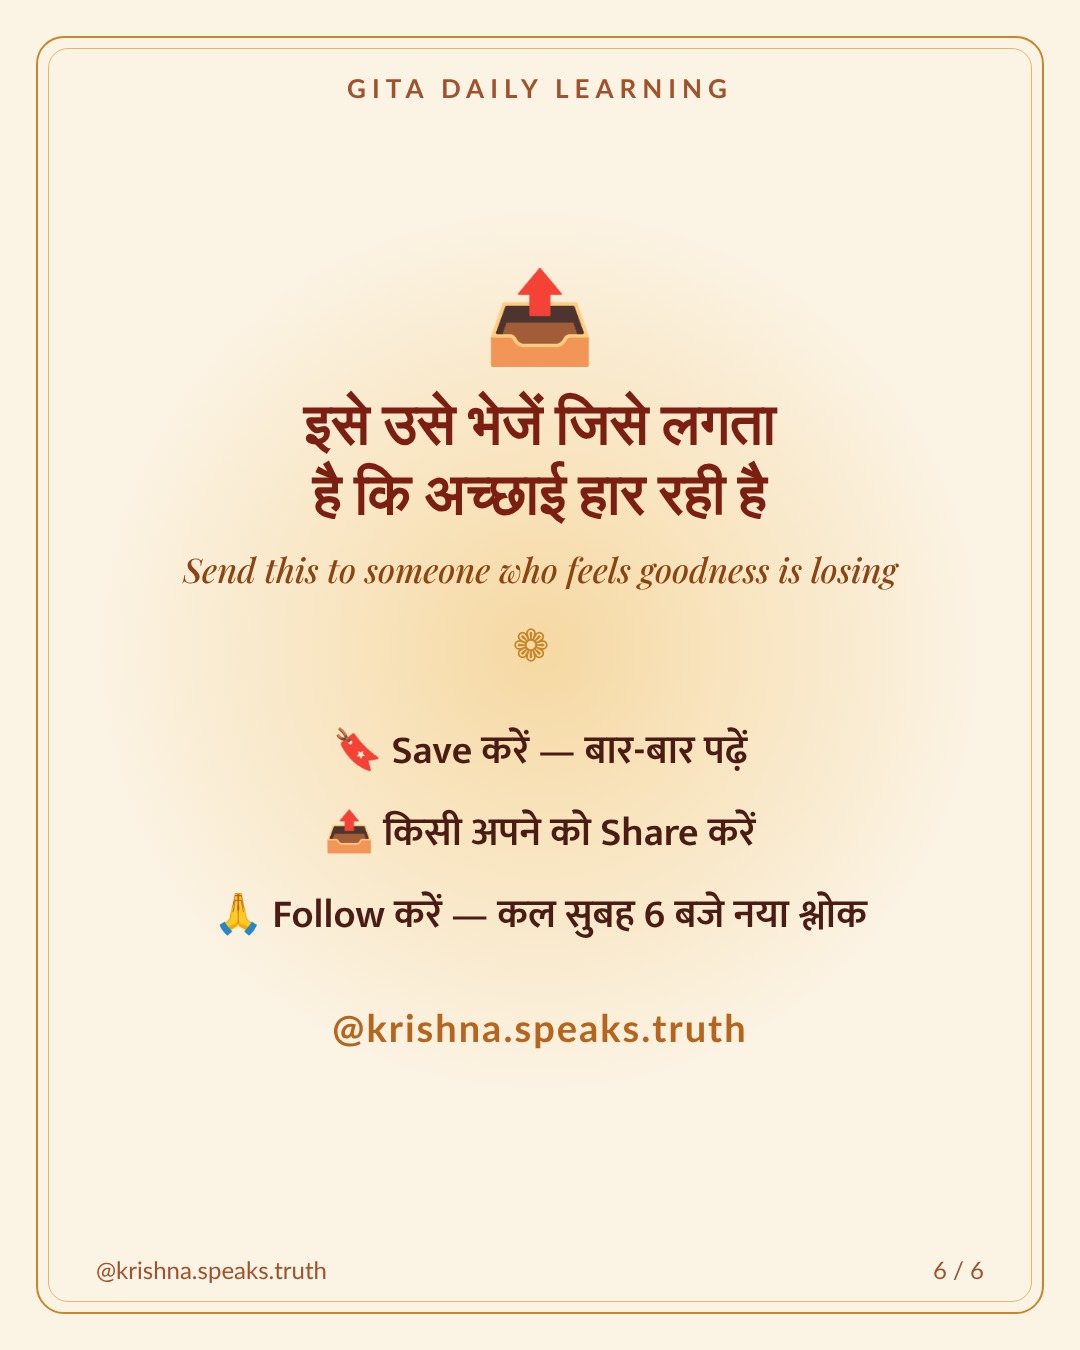 GITA DAILY LEARNING
इसे उसे भेजें जिसे लगता
है कि अच्छाई हार रही है
Send this to someone who feels goodness is losing
Save करें — बार-बार पढ़ें
किसी अपने को Share करें
Follow करें — कल सुबह 6 बजे नया श्लोक
@krishna.speaks.truth
@krishna.speaks.truth
6 / 6